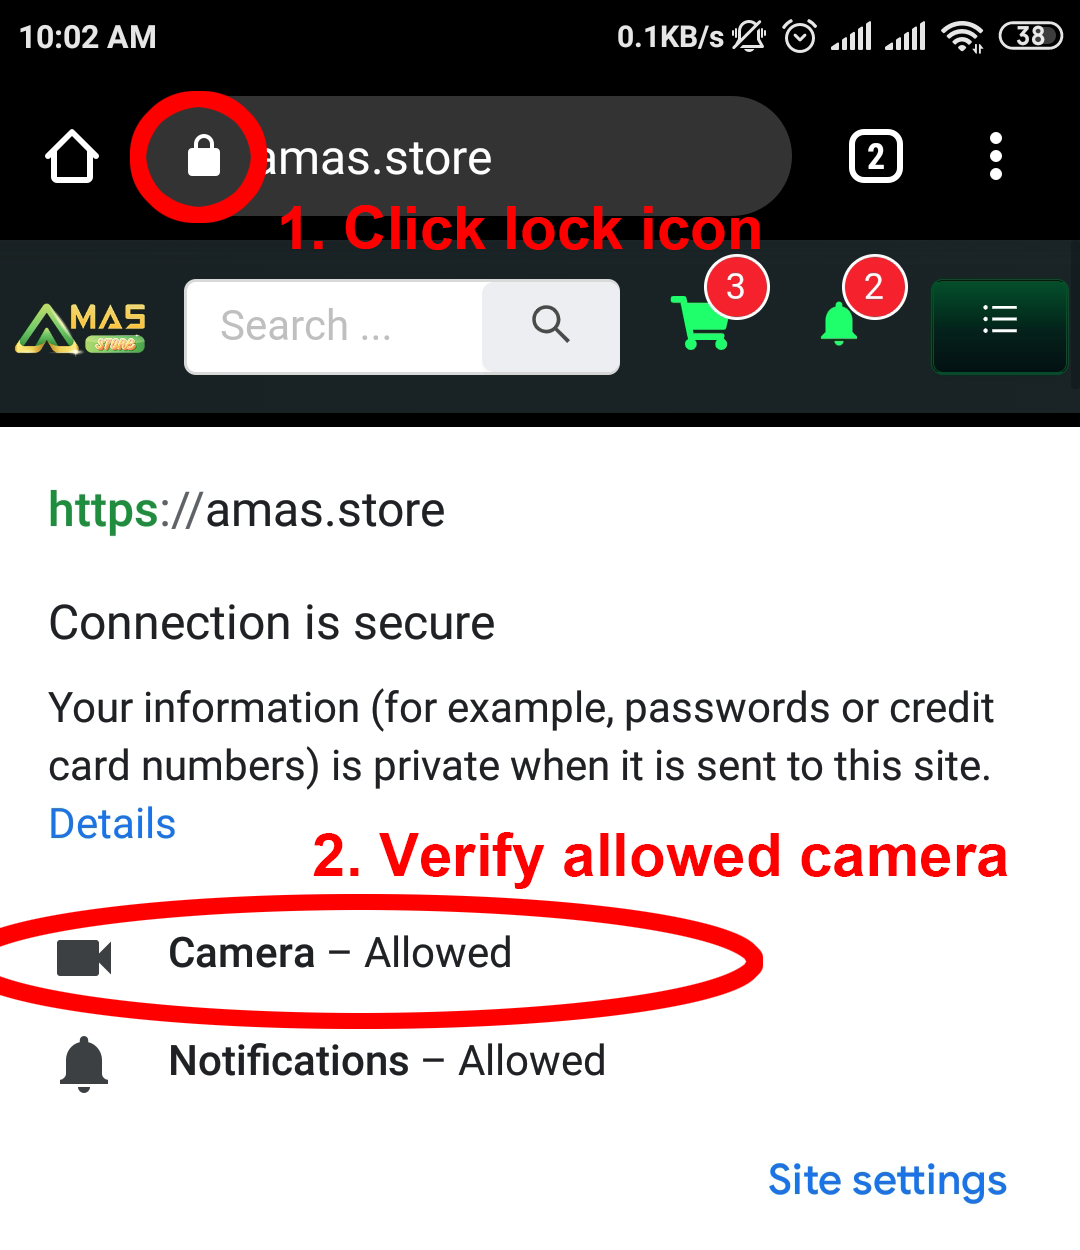 10:02 AM
0.1KB/s
38
amas.store
2
1. Click lock icon
AMAS
STORE
Search ...
3
2
https://amas.store
Connection is secure
Your information (for example, passwords or credit
card numbers) is private when it is sent to this site.
Details
2. Verify allowed camera
Camera – Allowed
Notifications – Allowed
Site settings